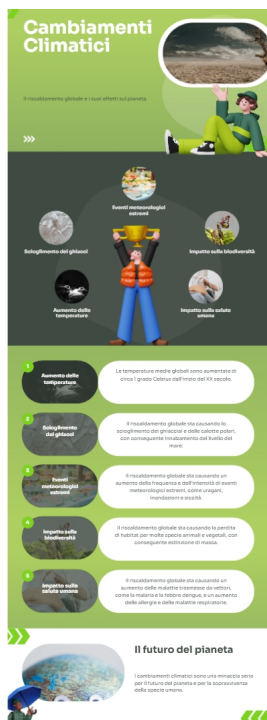 Cambiamenti
Climatici
Il riscaldamento globale e i suoi effetti sul pianeta.
Eventi meteorologici
estremi
Scioglimento dei ghiacci
Impatto sulla biodiversità
Aumento delle
temperature
Impatto sulla salute
umana
1
Aumento delle
temperature
Le temperature medie globali sono aumentate di
circa 1 grado Celsius dall'inizio del XX secolo.
2
Scioglimento
dei ghiacci
Il riscaldamento globale sta causando lo
scioglimento dei ghiacciai e delle calotte polari,
con conseguente innalzamento del livello del
mare.
3
Eventi
meteorologici
estremi
Il riscaldamento globale sta causando un
aumento della frequenza e dell'intensità di eventi
meteorologici estremi, come uragani,
inondazioni e siccità.
4
Impatto sulla
biodiversità
Il riscaldamento globale sta causando la perdita
di habitat per molte specie animali e vegetali, con
conseguente estinzione di massa.
5
Impatto sulla
salute umana
Il riscaldamento globale sta causando un
aumento delle malattie trasmesse da vettori,
come la malaria e la febbre dengue, e un aumento
delle allergie e delle malattie respiratorie.
Il futuro del pianeta
I cambiamenti climatici sono una minaccia seria
per il futuro del pianeta e per la sopravvivenza
della specie umana.